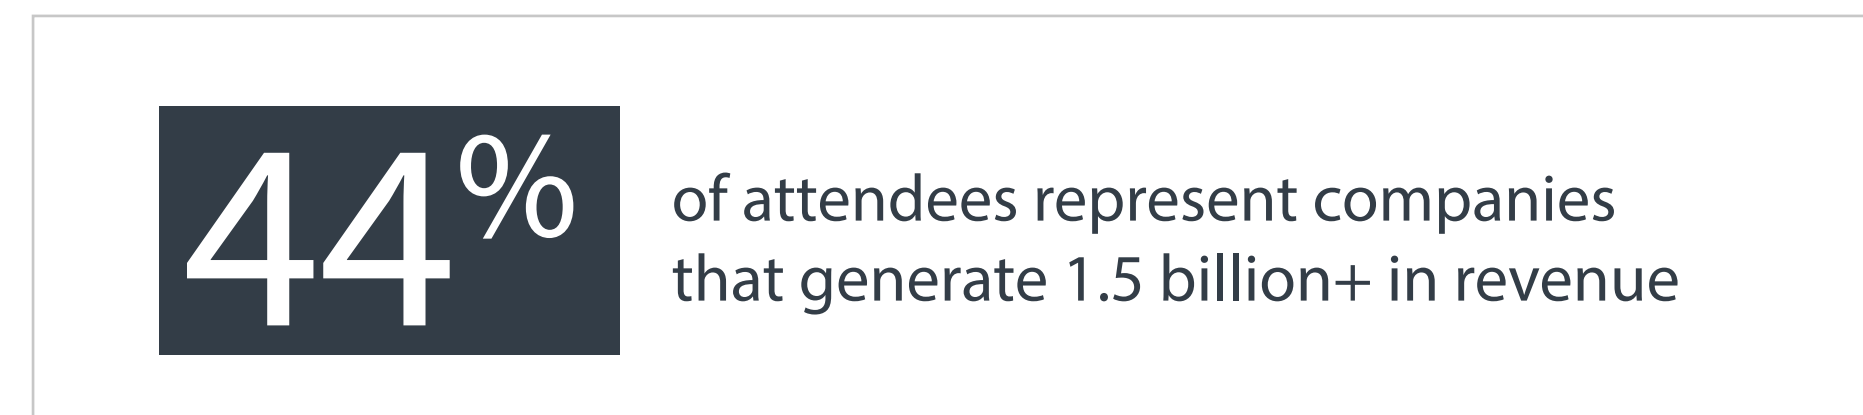 44%
of attendees represent companies
that generate 1.5 billion+ in revenue